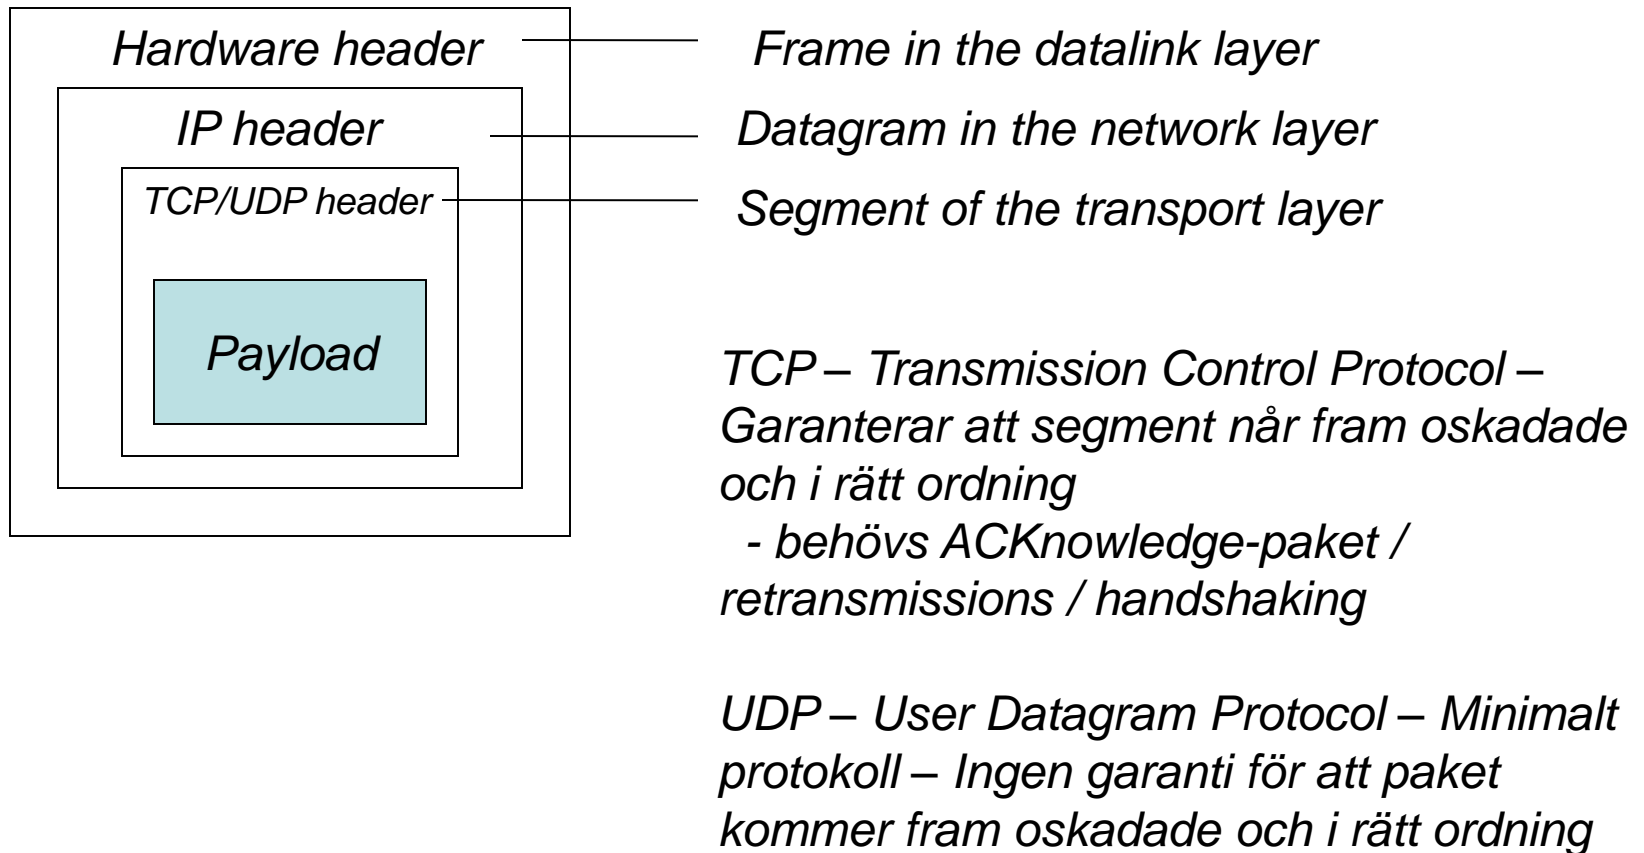 Hardware header
Frame in the datalink layer
IP header
Datagram in the network layer
TCP/UDP header
Segment of the transport layer
Payload
TCP – Transmission Control Protocol –
Garanterar att segment når fram oskadade
och i rätt ordning
- behövs ACKnowledge-paket /
retransmissions / handshaking
UDP – User Datagram Protocol – Minimalt
protokoll – Ingen garanti för att paket
kommer fram oskadade och i rätt ordning